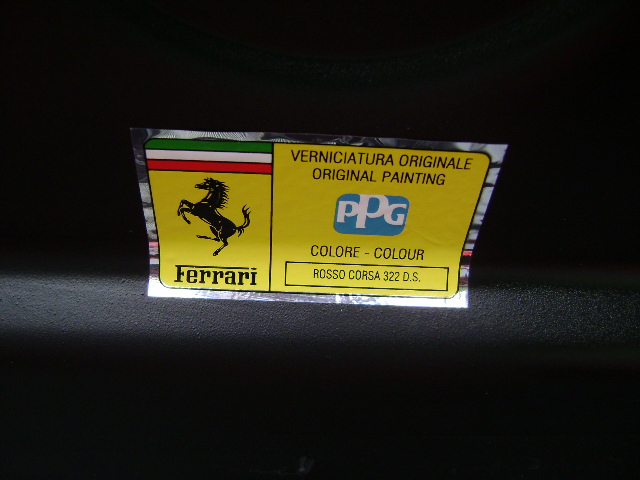 VERNICIATURA ORIGINALE
ORIGINAL PAINTING
PPG
COLORE - COLOUR
ROSSO CORSA 322 D.S.
Ferrari